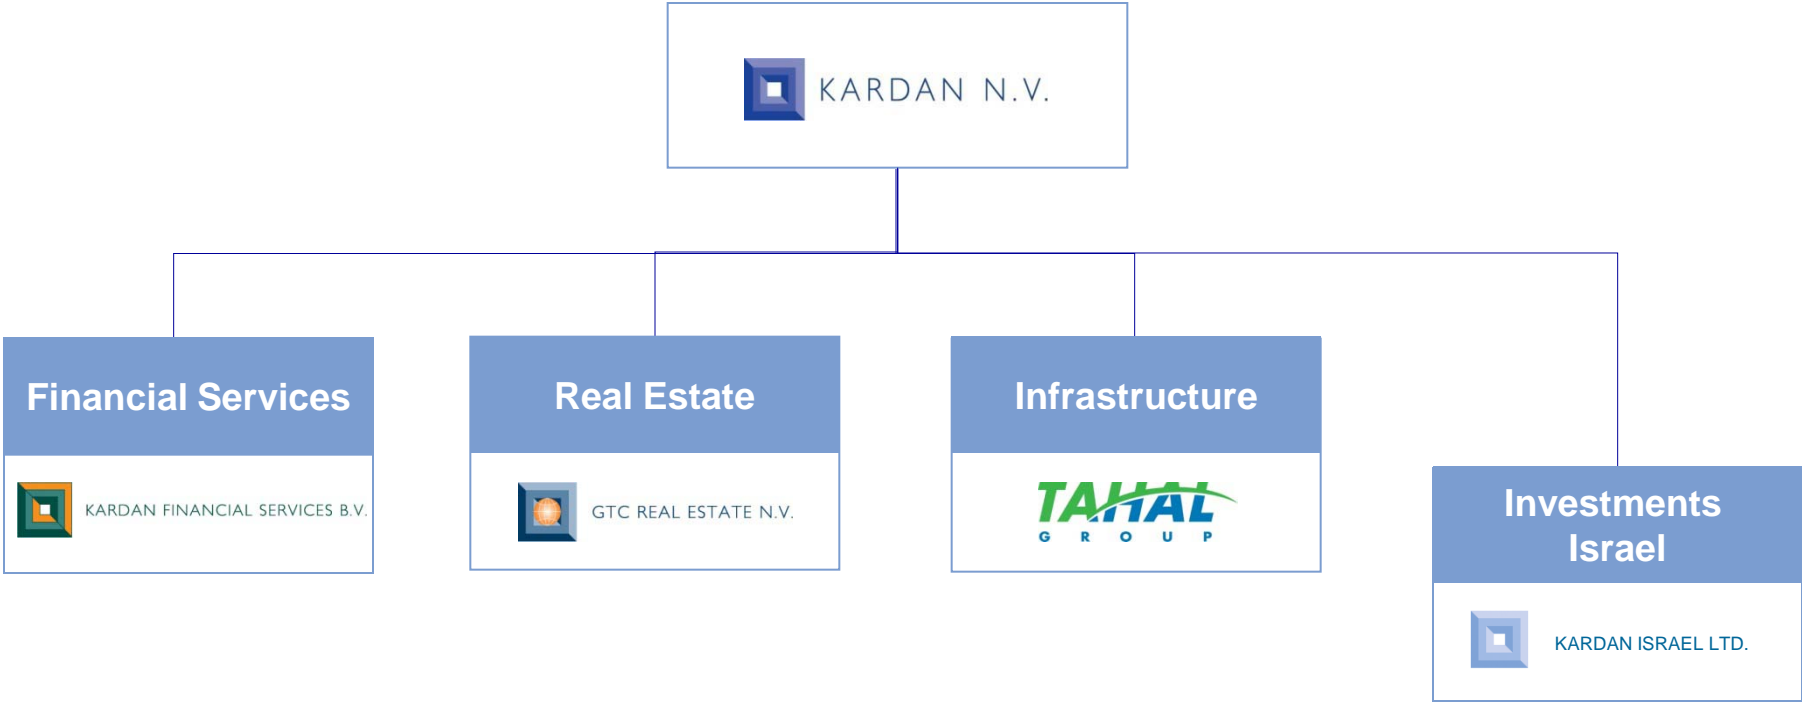 KARDAN N.V.
Financial Services
KARDAN FINANCIAL SERVICES B.V.
Real Estate
GTC REAL ESTATE N.V.
Infrastructure
TAHAL
GROUP
Investments
Israel
KARDAN ISRAEL LTD.